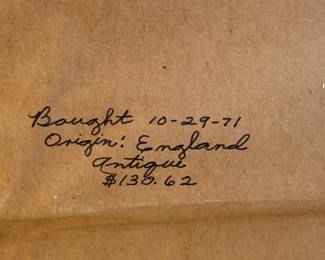 Bought 10-29-71
Origin: England
Antique
$130.62